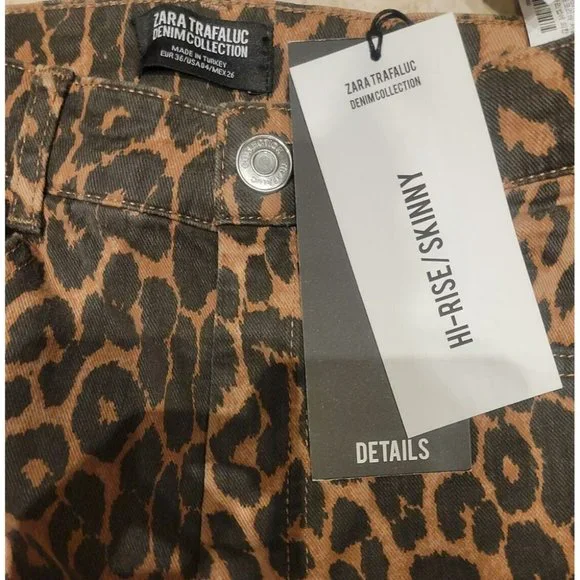 ZARA TRAFALUC
DENIM COLLECTION
MADE IN TURKEY
EUR 36/USA 04/MEX 26
ZARA TRAFALUC
DENIM COLLECTION
HI-RISE/SKINNY
DETAILS